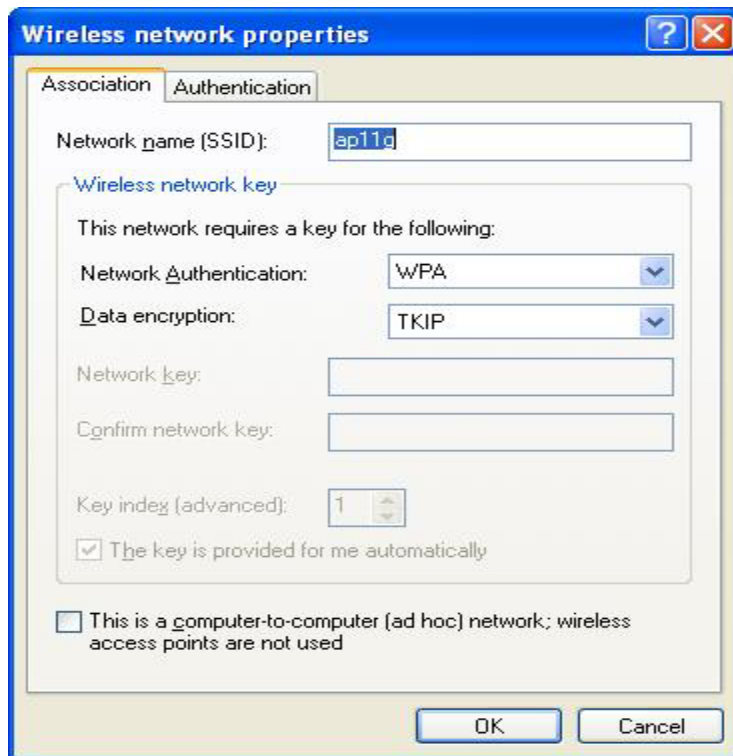 Wireless network properties
Association Authentication
Network name (SSID): ap11g
Wireless network key
This network requires a key for the following:
Network Authentication: WPA
Data encryption: TKIP
Network key:
Confirm network key:
Key index (advanced): 1
The key is provided for me automatically
This is a computer-to-computer (ad hoc) network; wireless
access points are not used
OK Cancel